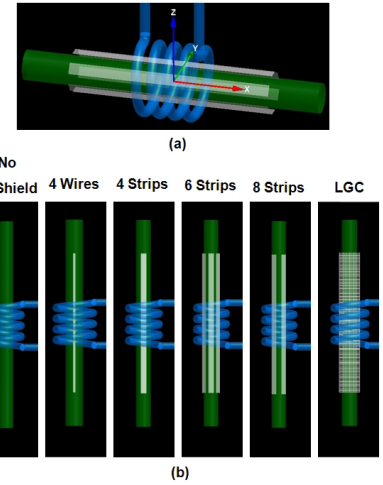 Z
Y
X
(a)
No
Shield
4 Wires
4 Strips
6 Strips
8 Strips
LGC
(b)